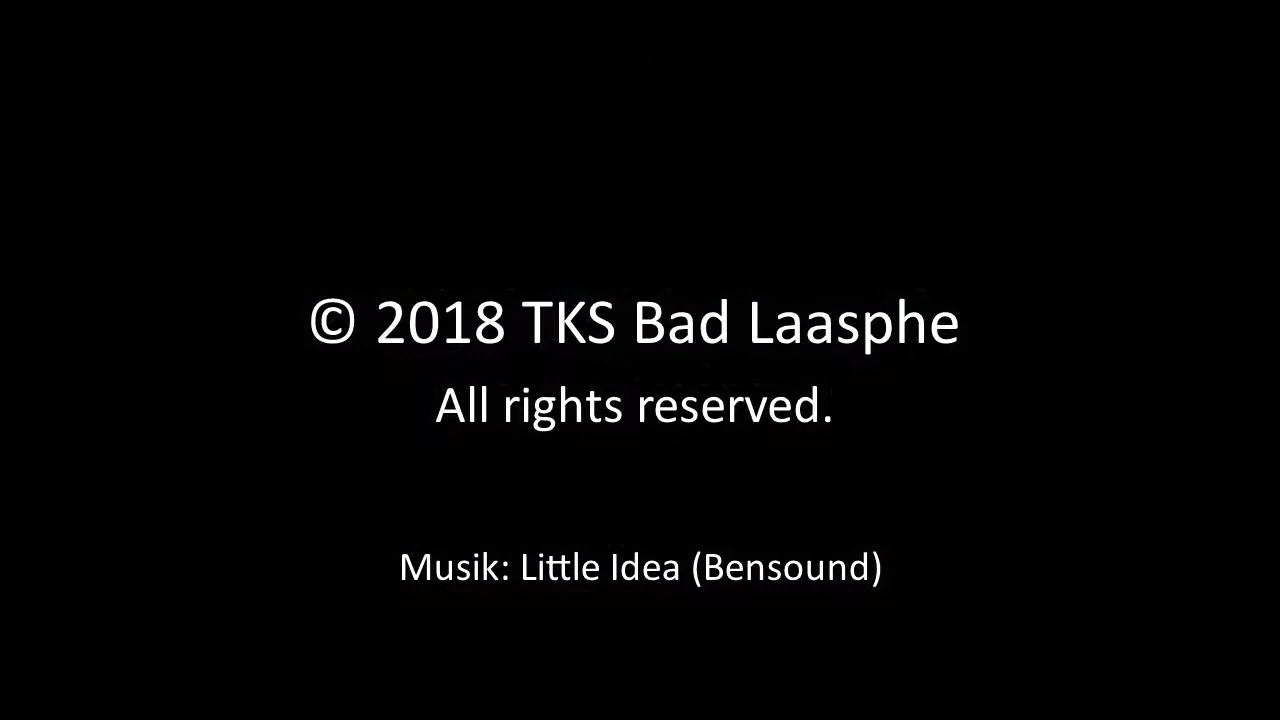 © 2018 TKS Bad Laasphe
All rights reserved.
Musik: Little Idea (Bensound)